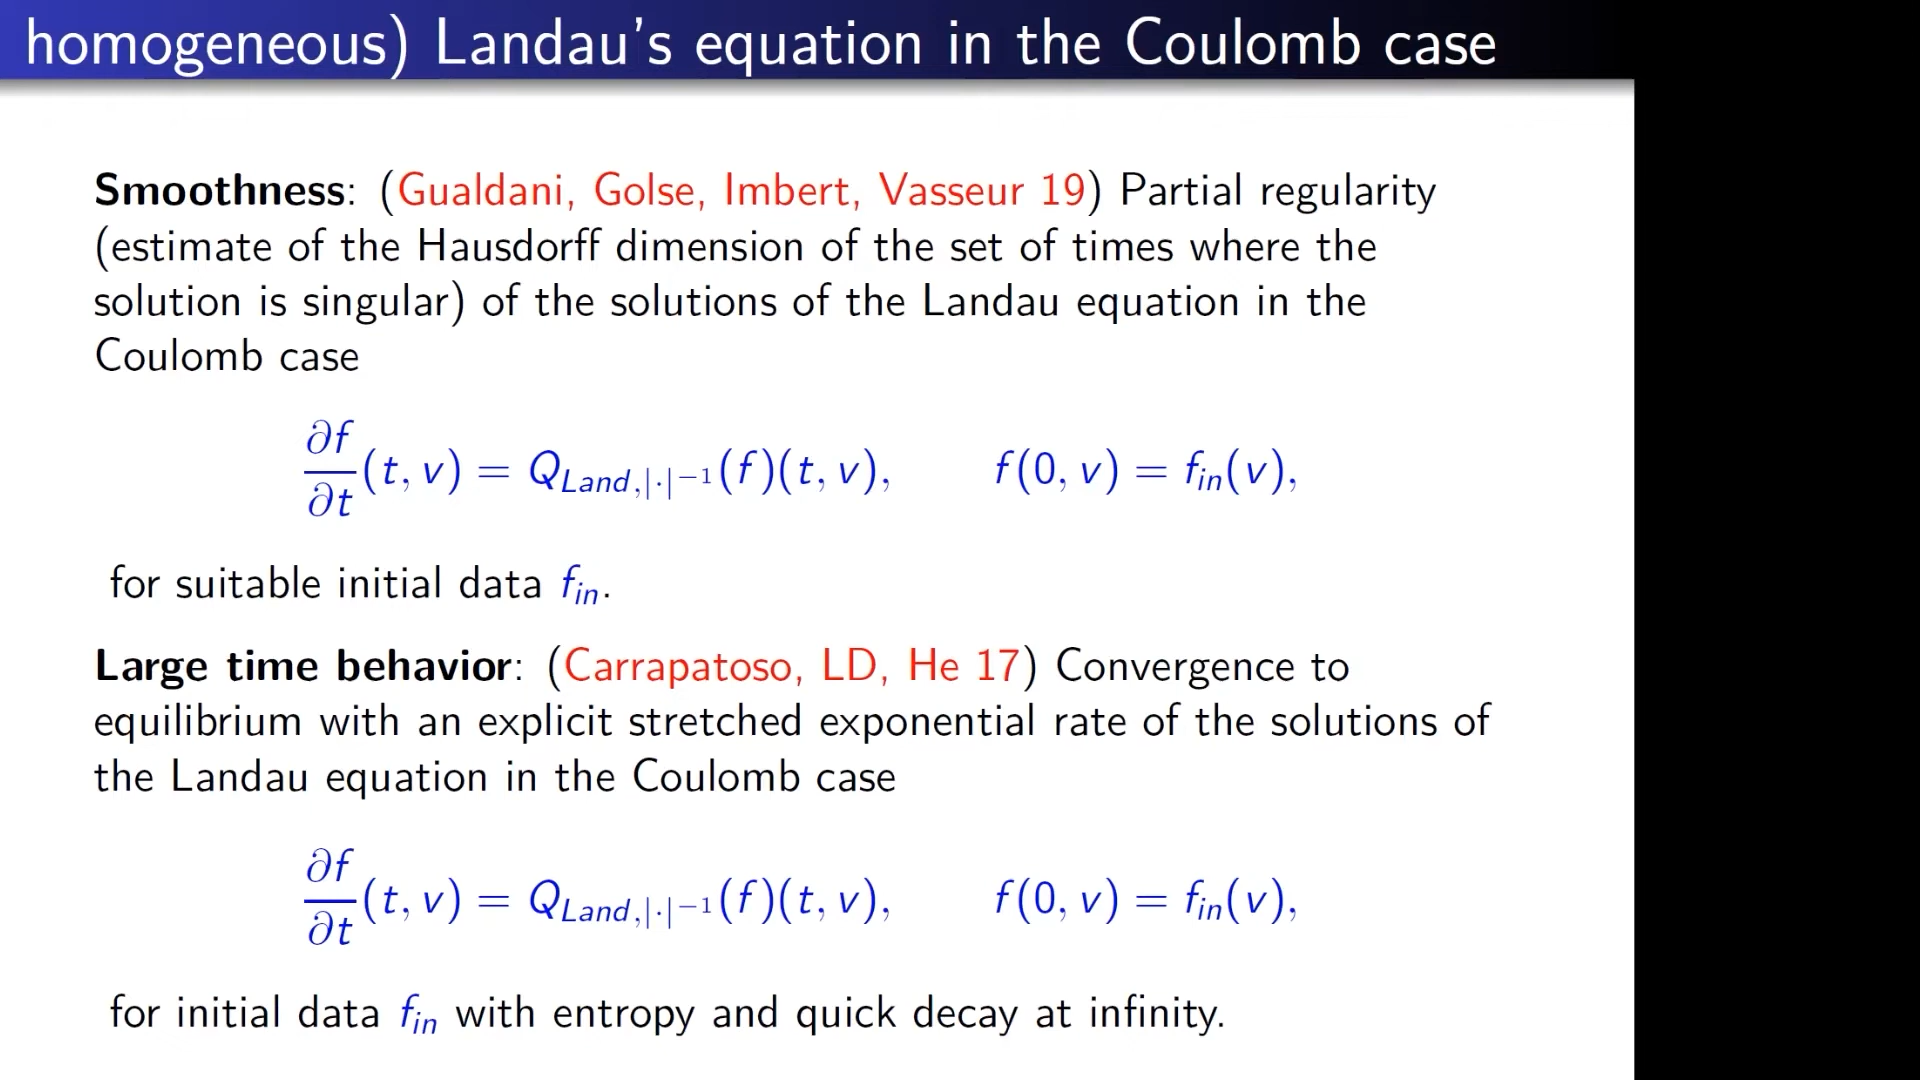 homogeneous) Landau's equation in the Coulomb case
Smoothness: (Gualdani, Golse, Imbert, Vasseur 19) Partial regularity
(estimate of the Hausdorff dimension of the set of times where the
solution is singular) of the solutions of the Landau equation in the
Coulomb case
∂f/∂t (t, v) = Q_{Land,|·|^{-1}}(f)(t, v),  f(0, v) = f_{in}(v),
for suitable initial data f_{in}.
Large time behavior: (Carrapatoso, LD, He 17) Convergence to
equilibrium with an explicit stretched exponential rate of the solutions of
the Landau equation in the Coulomb case
∂f/∂t (t, v) = Q_{Land,|·|^{-1}}(f)(t, v),  f(0, v) = f_{in}(v),
for initial data f_{in} with entropy and quick decay at infinity.